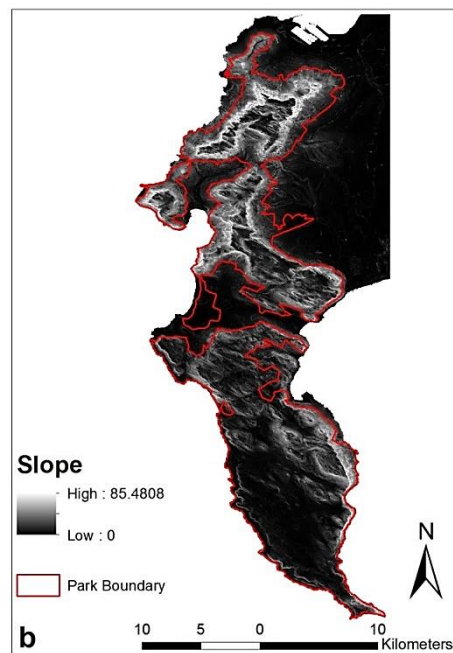 Slope
High : 85.4808
Low : 0
Park Boundary
N
b
10 5 0 10
Kilometers